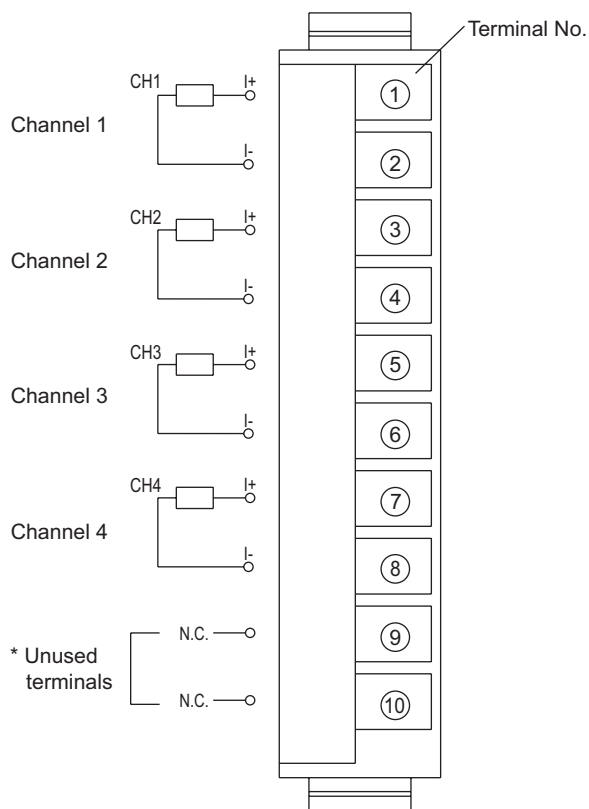 Terminal No.
CH1 I+ ①
Channel 1
I- ②
CH2 I+ ③
Channel 2
I- ④
CH3 I+ ⑤
Channel 3
I- ⑥
CH4 I+ ⑦
Channel 4
I- ⑧
N.C. ⑨
* Unused
terminals
N.C. ⑩